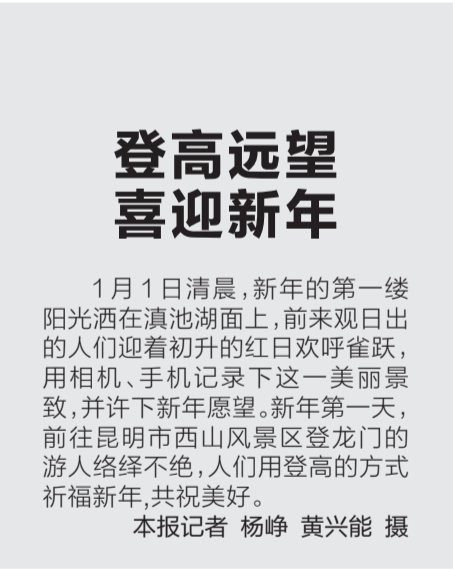 登高远望
喜迎新年
1月1日清晨，新年的第一缕
阳光洒在滇池湖面上，前来观日出
的人们迎着初升的红日欢呼雀跃，
用相机、手机记录下这一美丽景
致，并许下新年愿望。新年第一天，
前往昆明市西山风景区登龙门的
游人络绎不绝，人们用登高的方式
祈福新年,共祝美好。
本报记者 杨峥 黄兴能 摄